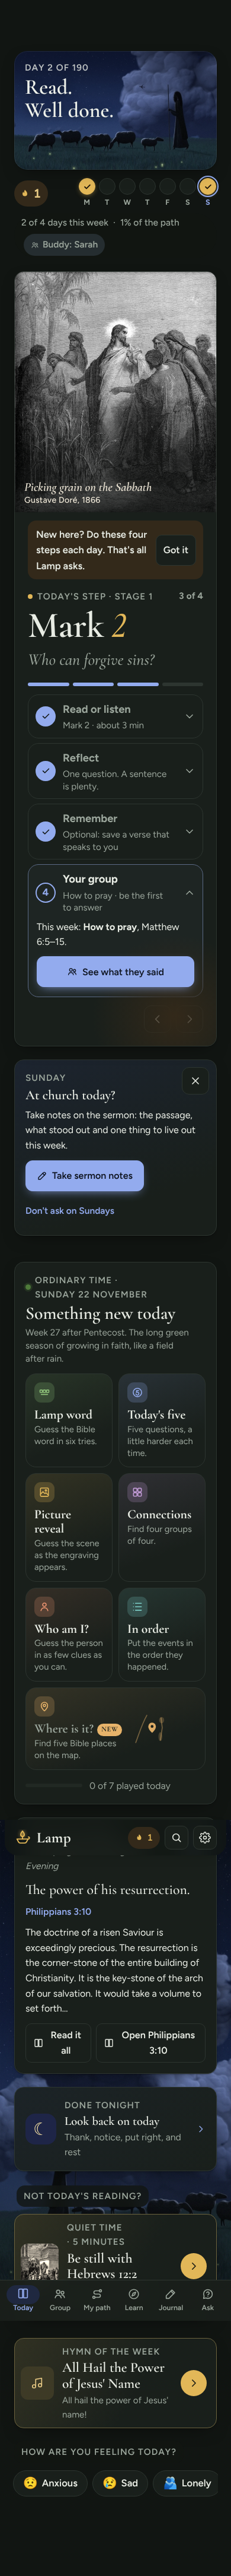 DAY 2 OF 190
Read.
Well done.
1
M T W T F S S
2 of 4 days this week · 1% of the path
Buddy: Sarah
Picking grain on the Sabbath
Gustave Doré, 1866
New here? Do these four
steps each day. That's all
Lamp asks.
Got it
TODAY'S STEP · STAGE 1
3 of 4
Mark 2
Who can forgive sins?
Read or listen
Mark 2 · about 3 min
Reflect
One question. A sentence
is plenty.
Remember
Optional: save a verse that
speaks to you
4
Your group
How to pray · be the first
to answer
This week: How to pray, Matthew
6:5–15.
See what they said
SUNDAY
At church today?
Take notes on the sermon: the passage,
what stood out and one thing to live out
this week.
Take sermon notes
Don't ask on Sundays
ORDINARY TIME ·
SUNDAY 22 NOVEMBER
Something new today
Week 27 after Pentecost. The long green
season of growing in faith, like a field
after rain.
Lamp word
Guess the Bible
word in six tries.
Today's five
Five questions, a
little harder each
time.
Picture
reveal
Guess the scene
as the engraving
appears.
Connections
Find four groups
of four.
Who am I?
Guess the person
in as few clues as
you can.
In order
Put the events in
the order they
happened.
Where is it? NEW
Find five Bible places
on the map.
0 of 7 played today
Lamp
1
Evening
The power of his resurrection.
Philippians 3:10
The doctrine of a risen Saviour is
exceedingly precious. The resurrection is
the corner-stone of the entire building of
Christianity. It is the key-stone of the arch
of our salvation. It would take a volume to
set forth…
Read it
all
Open Philippians
3:10
DONE TONIGHT
Look back on today
Thank, notice, put right, and
rest
NOT TODAY'S READING?
QUIET TIME
· 5 MINUTES
Be still with
Hebrews 12:2
Today
Group
My path
Learn
Journal
Ask
HYMN OF THE WEEK
All Hail the Power
of Jesus' Name
All hail the power of Jesus'
name!
HOW ARE YOU FEELING TODAY?
Anxious
Sad
Lonely